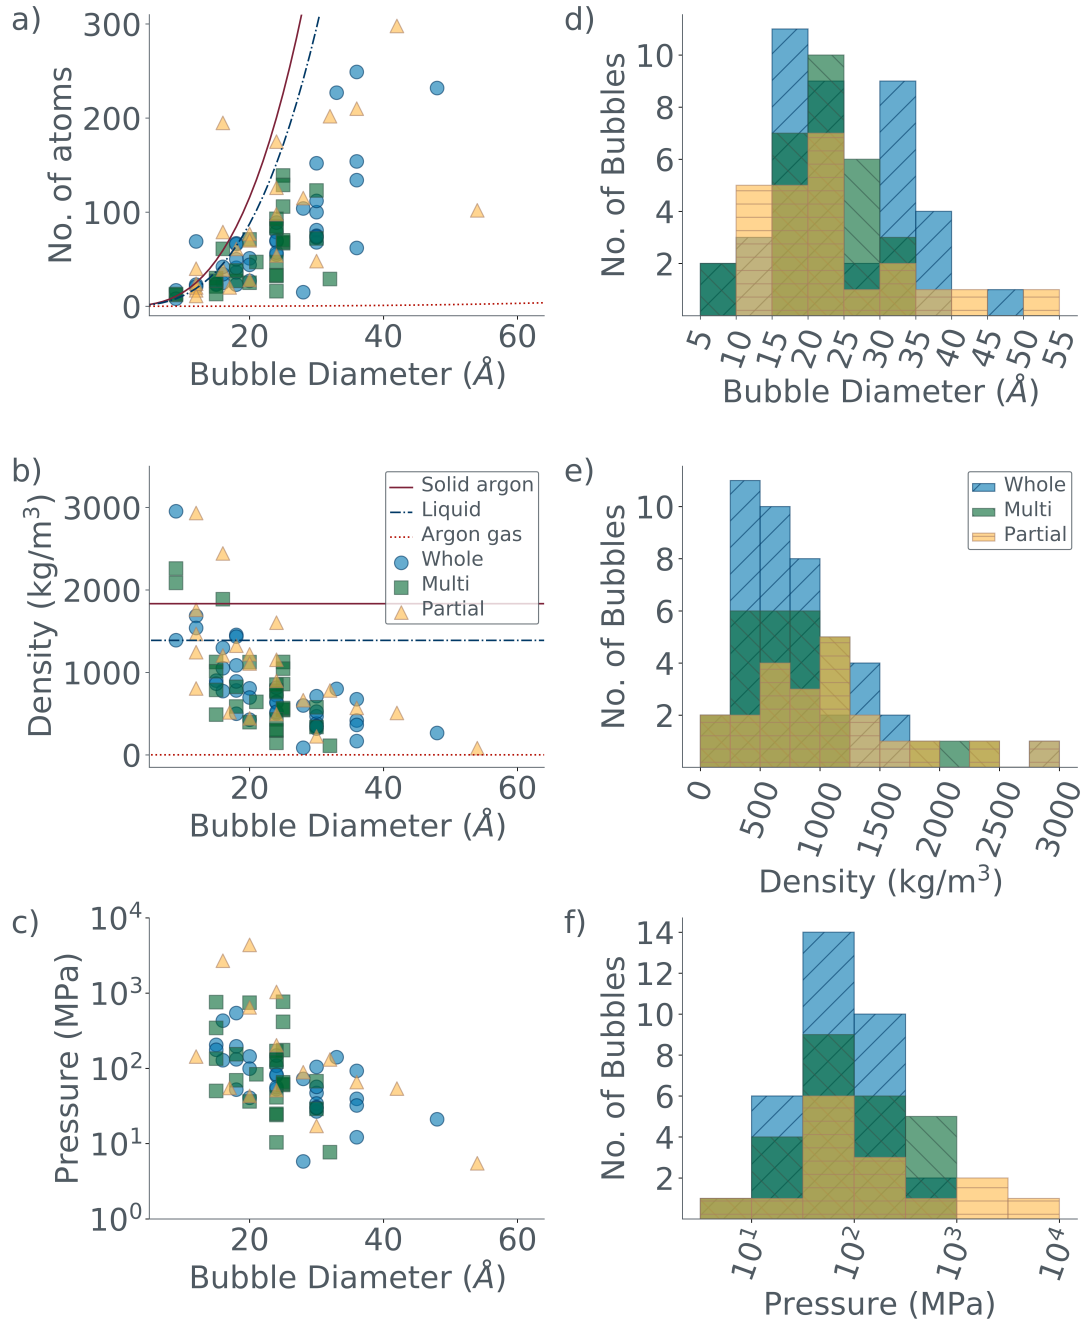 a)
300
200
100
0
No. of atoms
20 40 60
Bubble Diameter (Å)
d)
10
8
6
4
2
No. of Bubbles
5 10 15 20 25 30 35 40 45 50 55
Bubble Diameter (Å)
b)
3000
2000
1000
0
Density (kg/m³)
Solid argon
Liquid
Argon gas
Whole
Multi
Partial
20 40 60
Bubble Diameter (Å)
e)
10
8
6
4
2
No. of Bubbles
Whole
Multi
Partial
0 500 1000 1500 2000 2500 3000
Density (kg/m³)
c)
10⁴
10³
10²
10¹
10⁰
Pressure (MPa)
20 40 60
Bubble Diameter (Å)
f)
14
12
10
8
6
4
2
No. of Bubbles
10¹ 10² 10³ 10⁴
Pressure (MPa)